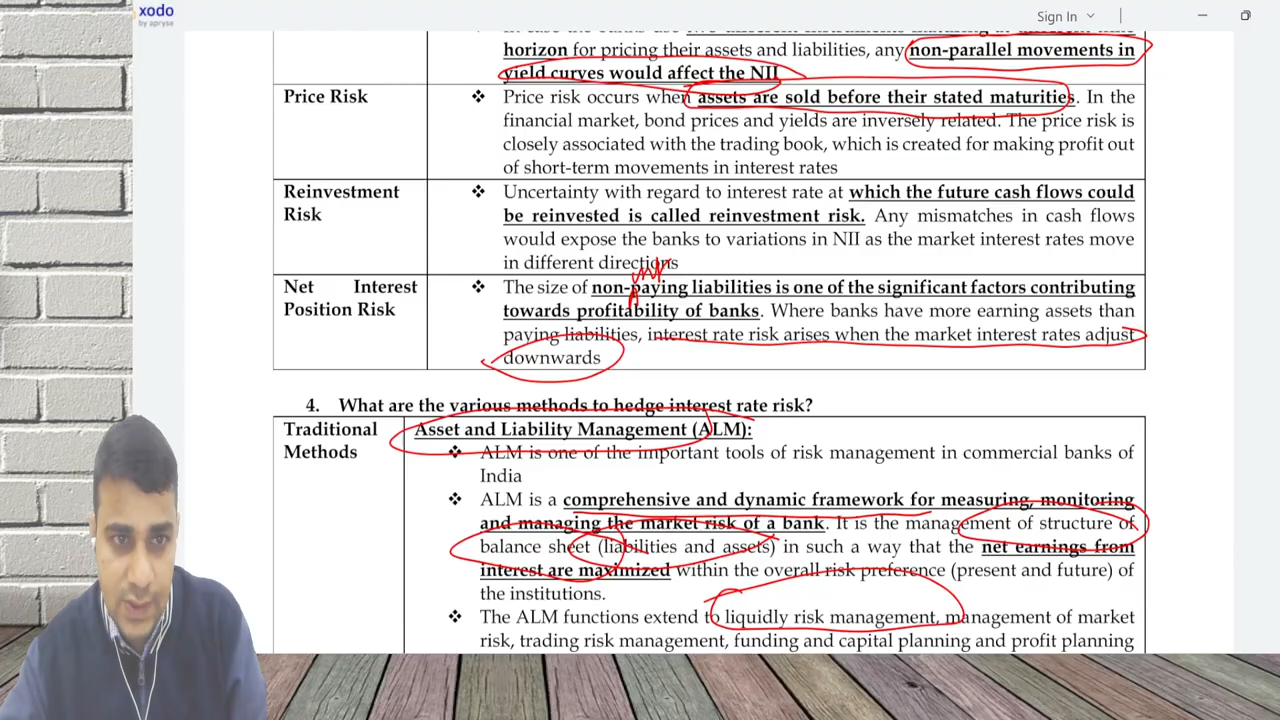 xodo
by apryse
Sign In
In case the banks use two different instruments maturing at different time
horizon for pricing their assets and liabilities, any non-parallel movements in
yield curves would affect the NII
Price Risk
❖ Price risk occurs when assets are sold before their stated maturities. In the
financial market, bond prices and yields are inversely related. The price risk is
closely associated with the trading book, which is created for making profit out
of short-term movements in interest rates
Reinvestment
Risk
❖ Uncertainty with regard to interest rate at which the future cash flows could
be reinvested is called reinvestment risk. Any mismatches in cash flows
would expose the banks to variations in NII as the market interest rates move
in different directions
Net Interest
Position Risk
❖ The size of non-paying liabilities is one of the significant factors contributing
towards profitability of banks. Where banks have more earning assets than
paying liabilities, interest rate risk arises when the market interest rates adjust
downwards
4. What are the various methods to hedge interest rate risk?
Traditional
Methods
Asset and Liability Management (ALM):
❖ ALM is one of the important tools of risk management in commercial banks of
India
❖ ALM is a comprehensive and dynamic framework for measuring, monitoring
and managing the market risk of a bank. It is the management of structure of
balance sheet (liabilities and assets) in such a way that the net earnings from
interest are maximized within the overall risk preference (present and future) of
the institutions.
❖ The ALM functions extend to liquidly risk management, management of market
risk, trading risk management, funding and capital planning and profit planning